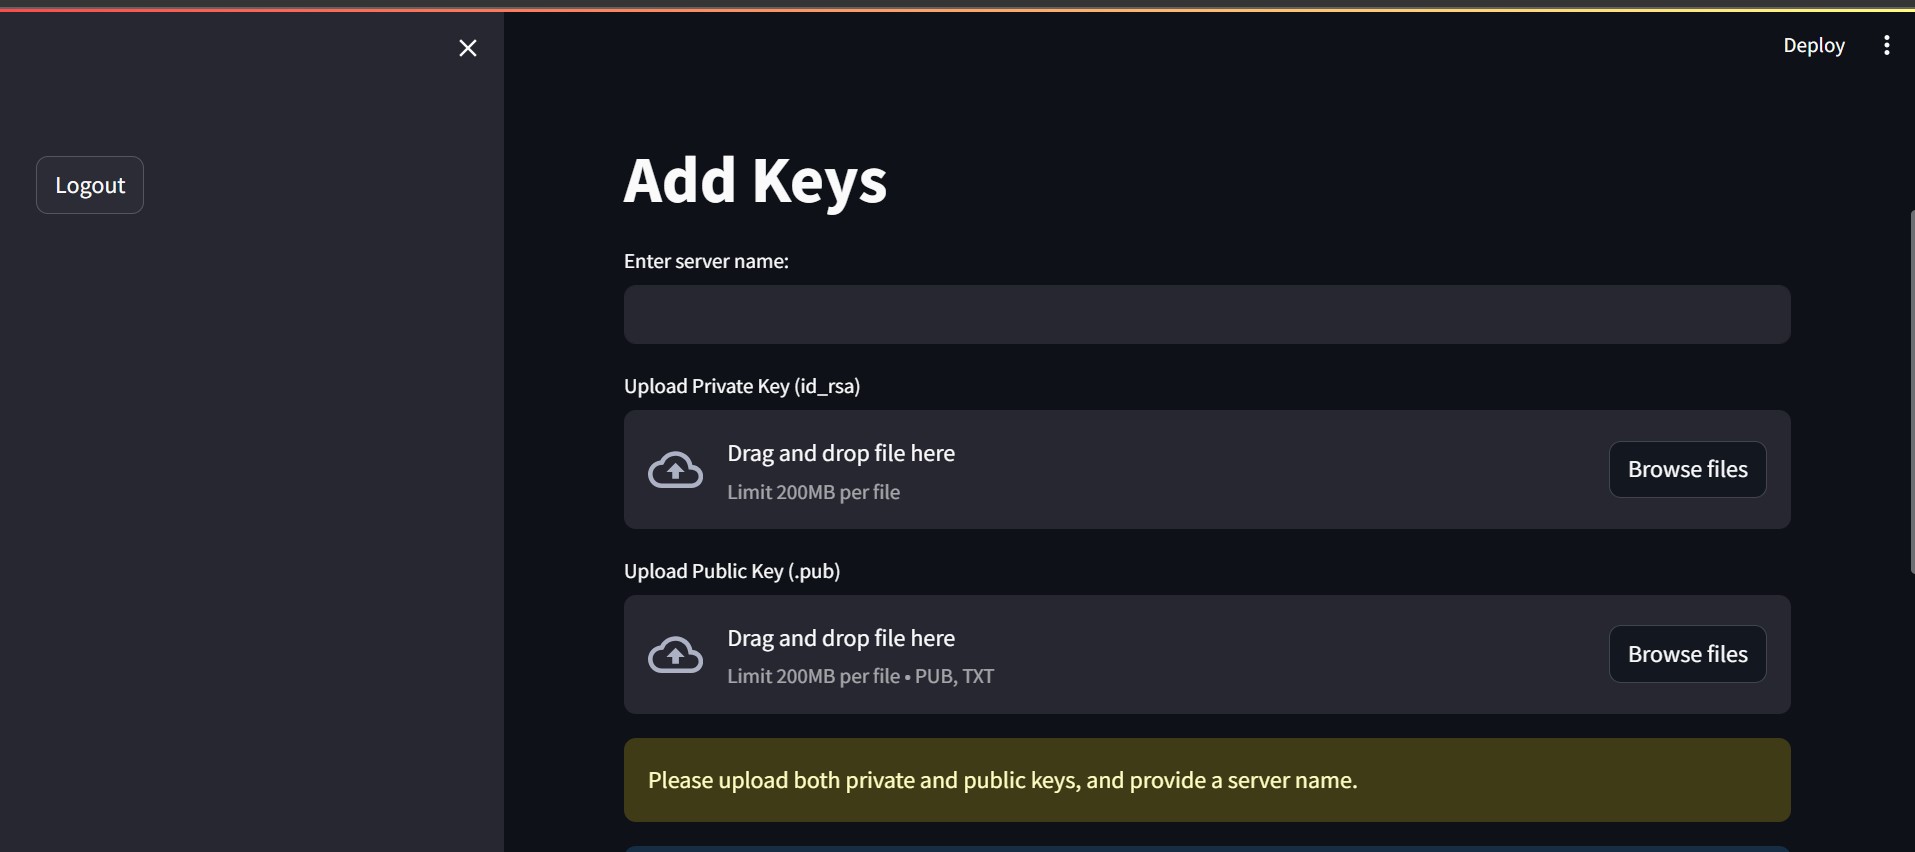 Deploy
Logout
Add Keys
Enter server name:
Upload Private Key (id_rsa)
Drag and drop file here
Limit 200MB per file
Browse files
Upload Public Key (.pub)
Drag and drop file here
Limit 200MB per file • PUB, TXT
Browse files
Please upload both private and public keys, and provide a server name.